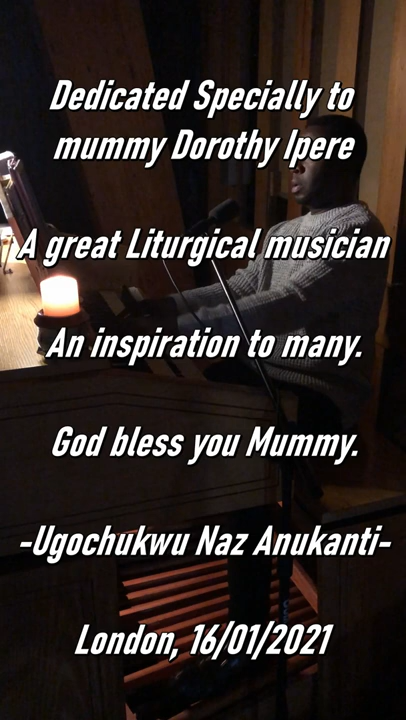 Dedicated Specially to
mummy Dorothy Ipere
A great Liturgical musician
An inspiration to many.
God bless you Mummy.
-Ugochukwu Naz Anukanti-
London, 16/01/2021